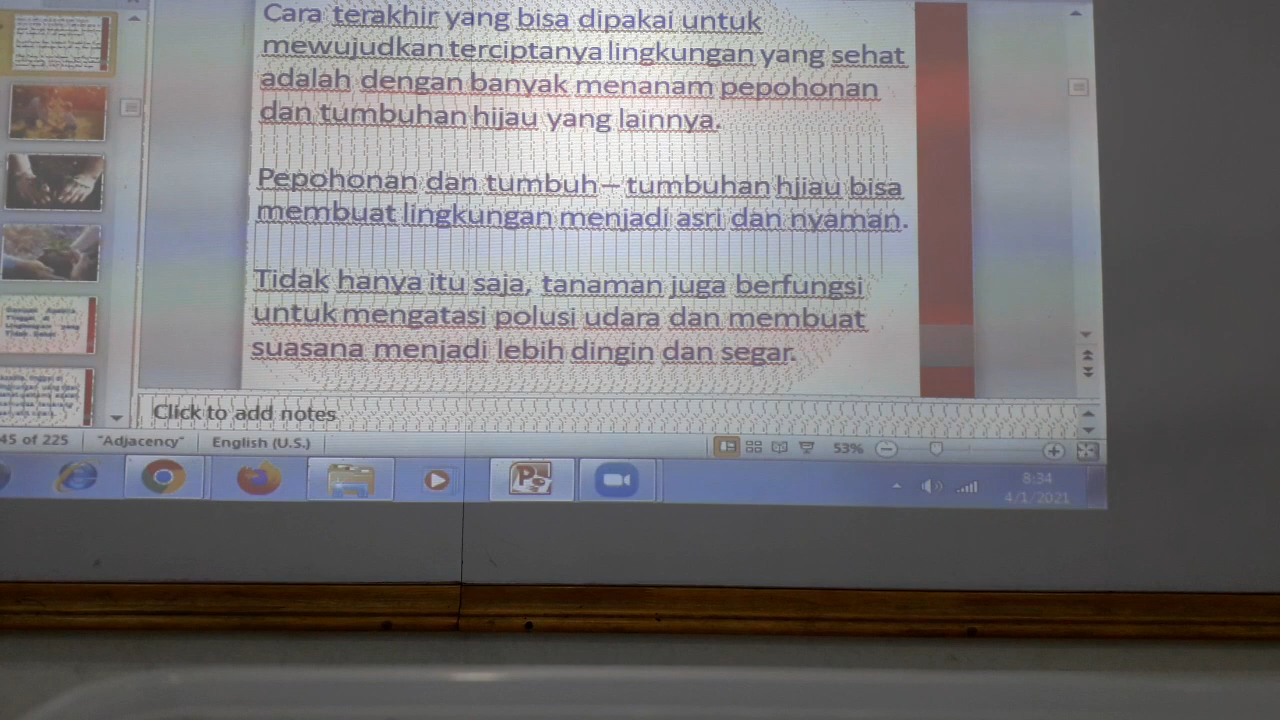 Cara terakhir yang bisa dipakai untuk
mewujudkan terciptanya lingkungan yang sehat
adalah dengan banyak menanam pepohonan
dan tumbuhan hijau yang lainnya.
Pepohonan dan tumbuh – tumbuhan hjiau bisa
membuat lingkungan menjadi asri dan nyaman.
Tidak hanya itu saja, tanaman juga berfungsi
untuk mengatasi polusi udara dan membuat
suasana menjadi lebih dingin dan segar.
Click to add notes
45 of 225 "Adjacency" English (U.S.) 53%
8:34
4/1/2021